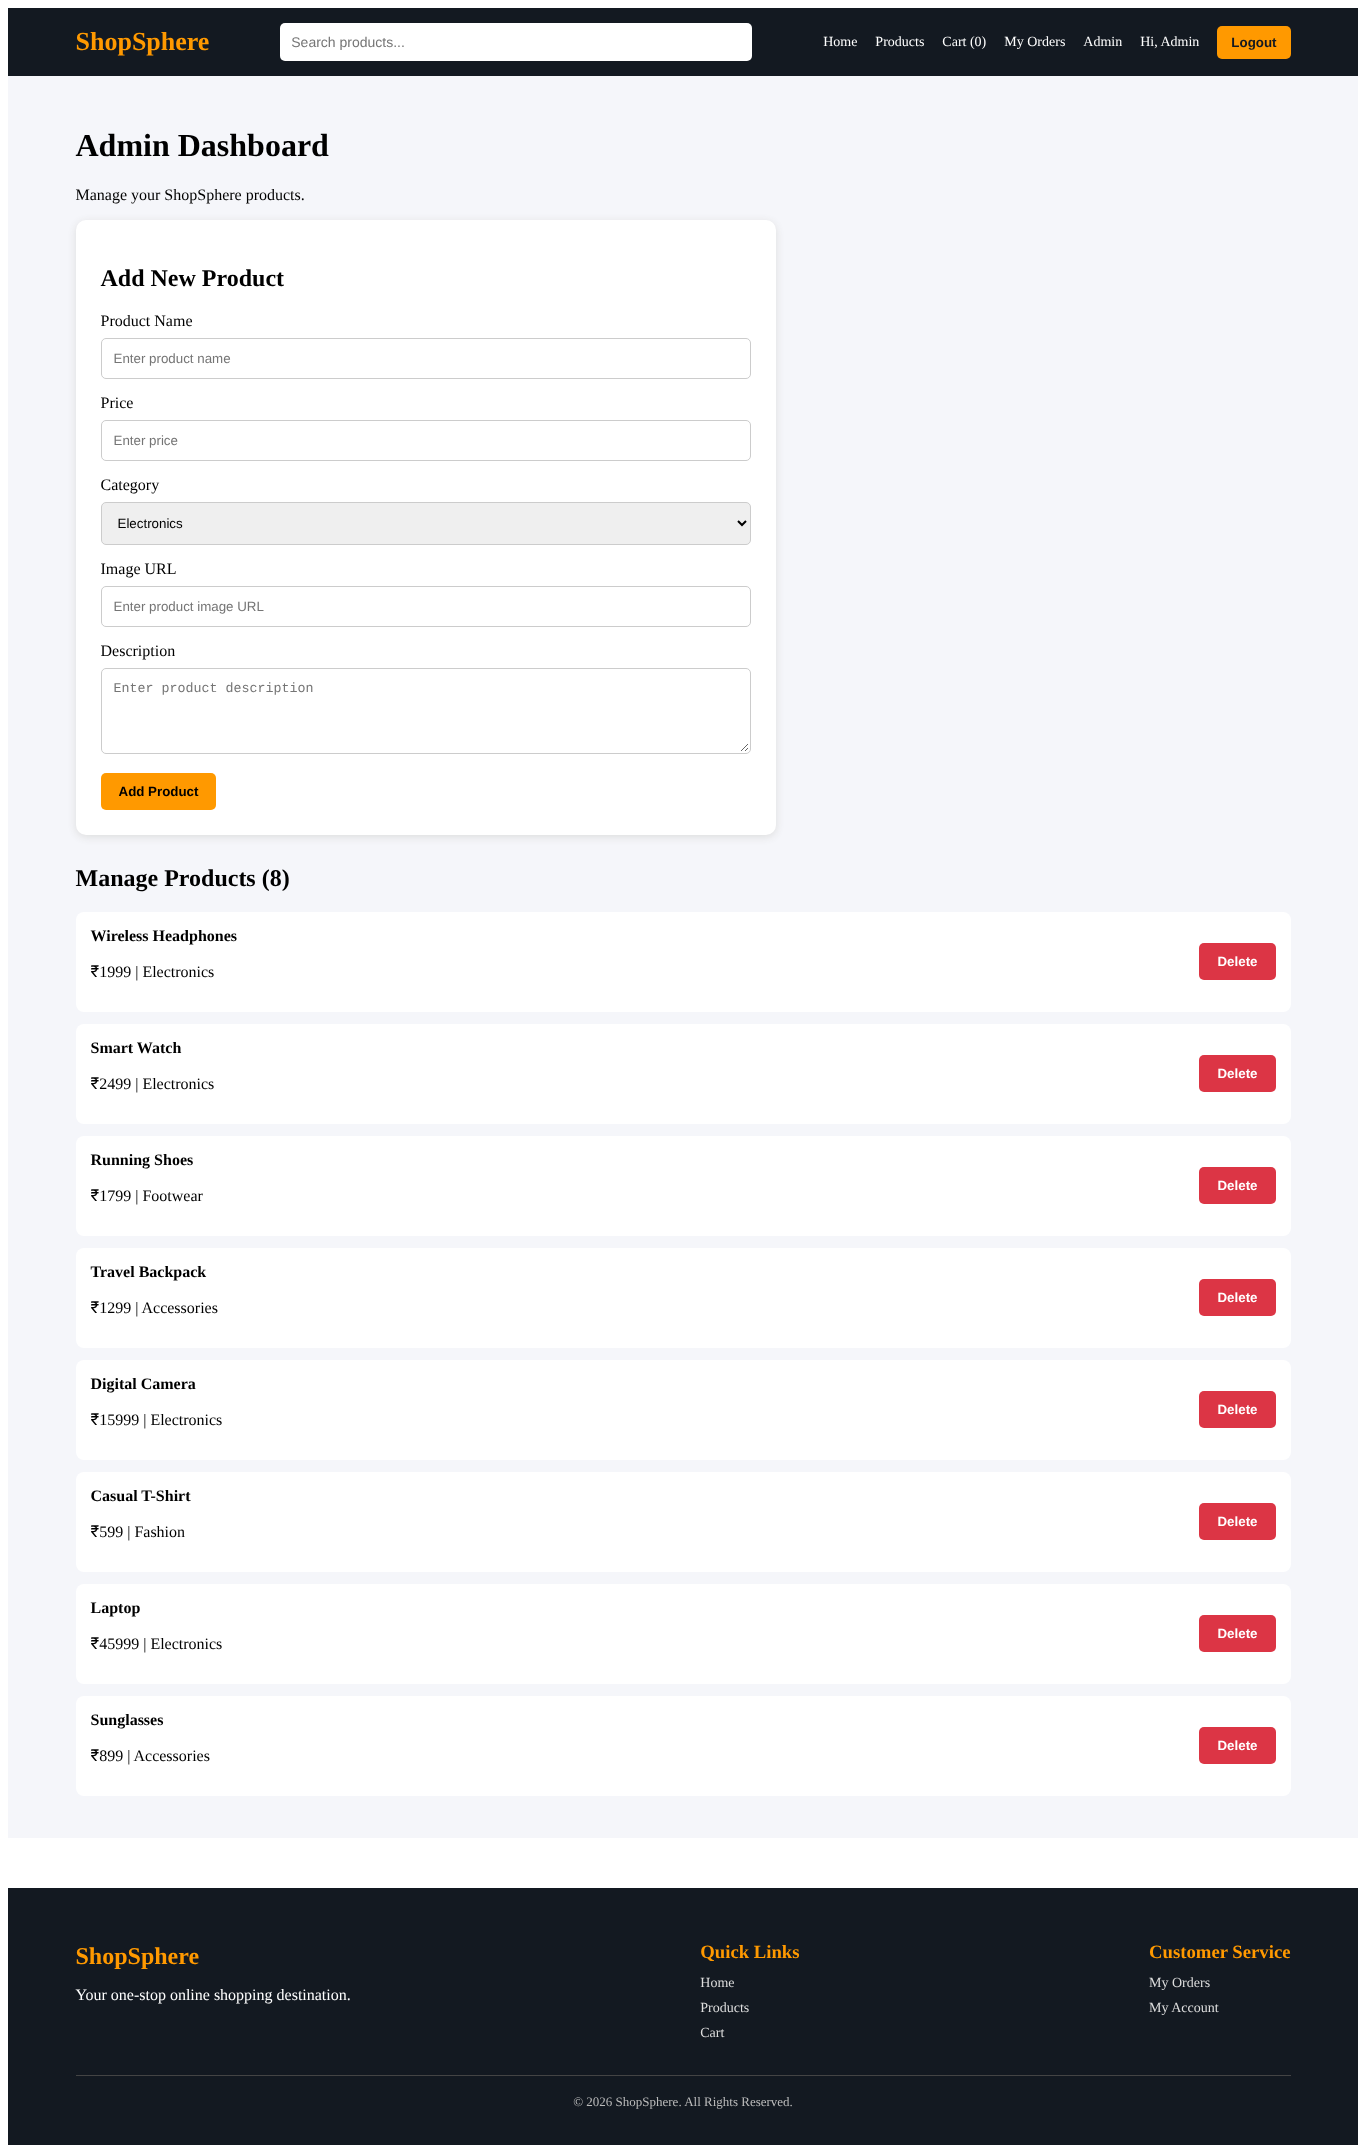 ShopSphere
Search products...
Home Products Cart (0) My Orders Admin Hi, Admin Logout
Admin Dashboard
Manage your ShopSphere products.
Add New Product
Product Name
Enter product name
Price
Enter price
Category
Electronics
Image URL
Enter product image URL
Description
Enter product description
Add Product
Manage Products (8)
Wireless Headphones
₹1999 | Electronics
Delete
Smart Watch
₹2499 | Electronics
Delete
Running Shoes
₹1799 | Footwear
Delete
Travel Backpack
₹1299 | Accessories
Delete
Digital Camera
₹15999 | Electronics
Delete
Casual T-Shirt
₹599 | Fashion
Delete
Laptop
₹45999 | Electronics
Delete
Sunglasses
₹899 | Accessories
Delete
ShopSphere
Your one-stop online shopping destination.
Quick Links
Home
Products
Cart
Customer Service
My Orders
My Account
© 2026 ShopSphere. All Rights Reserved.